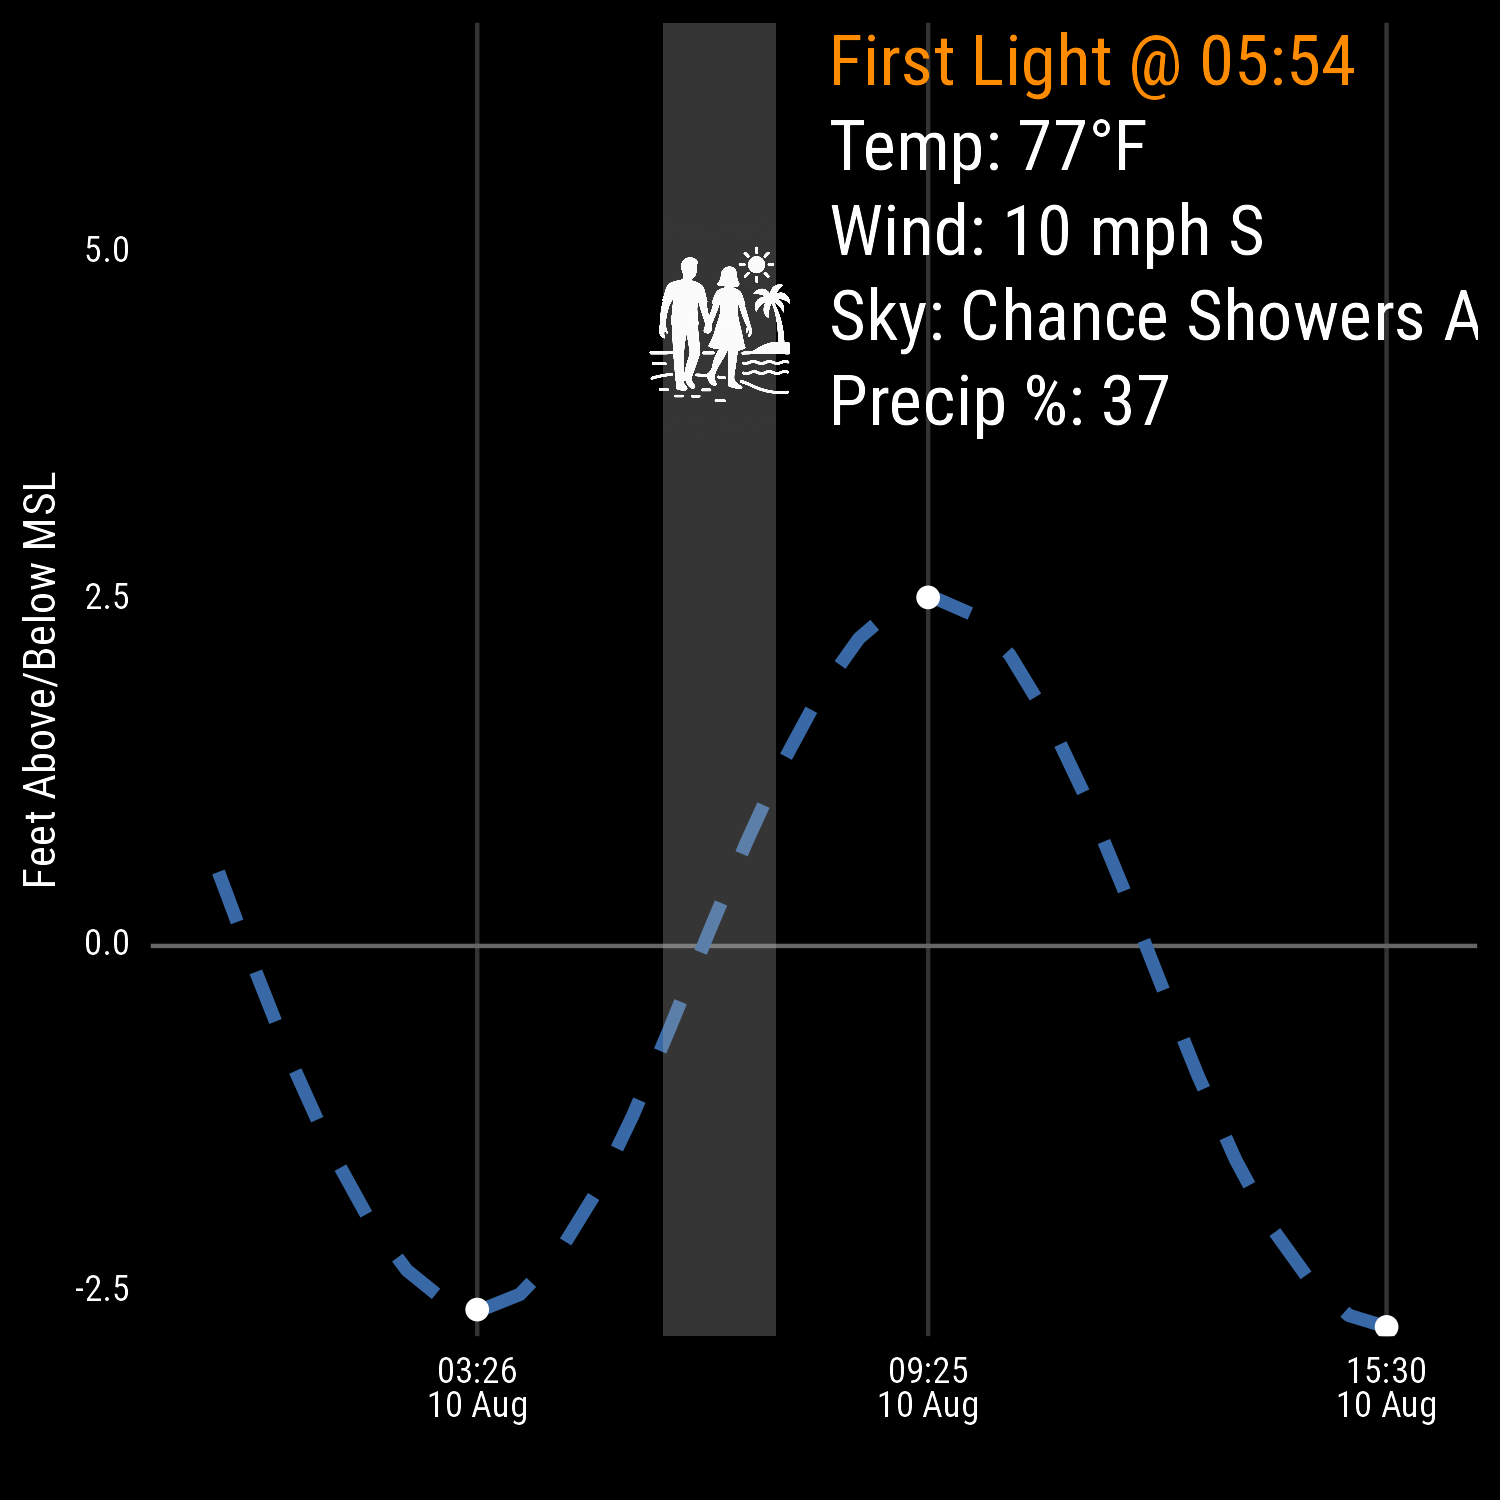 First Light @ 05:54
Temp: 77°F
Wind: 10 mph S
Sky: Chance Showers A
Precip %: 37
5.0
2.5
0.0
-2.5
Feet Above/Below MSL
03:26
10 Aug
09:25
10 Aug
15:30
10 Aug